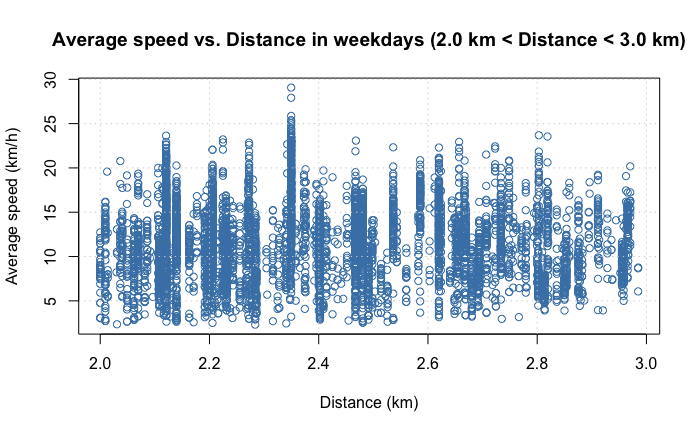 Average speed vs. Distance in weekdays (2.0 km < Distance < 3.0 km)
30
25
20
15
10
5
Average speed (km/h)
2.0 2.2 2.4 2.6 2.8 3.0
Distance (km)